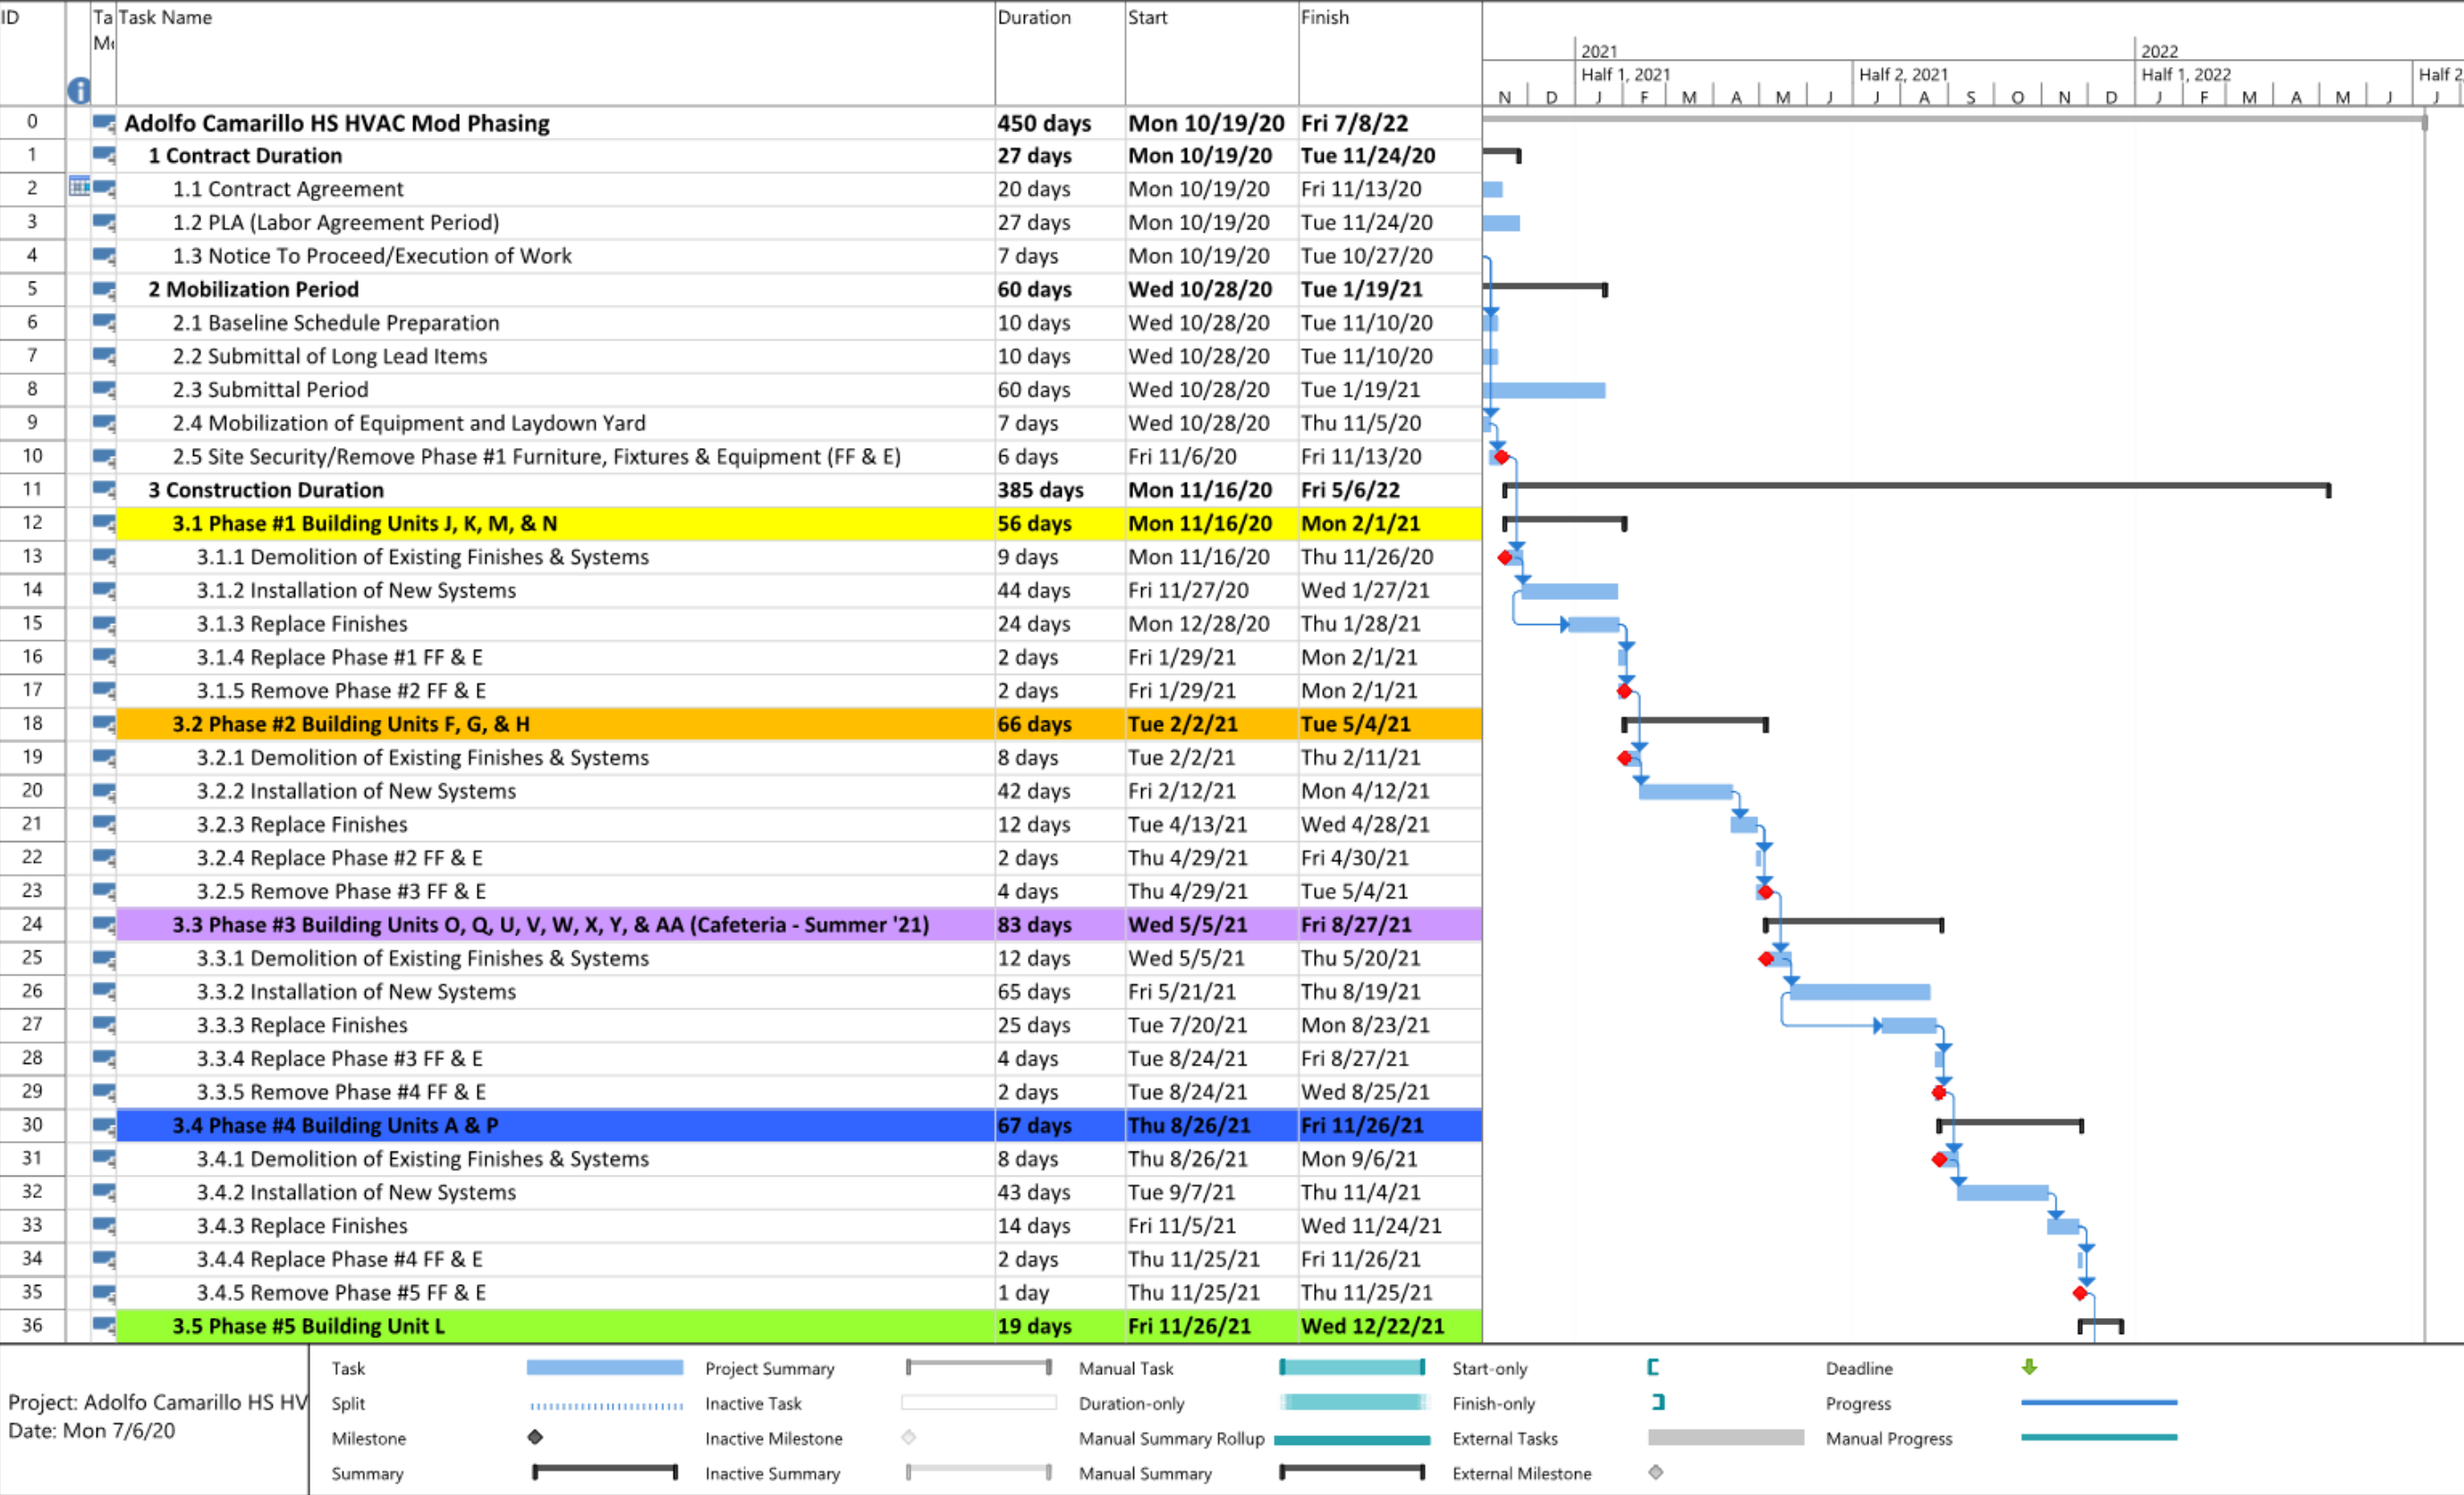 ID Ta Task Name Duration Start Finish
Mo
2021 2022
Half 1, 2021 Half 2, 2021 Half 1, 2022 Half 2
N D J F M A M J J A S O N D J F M A M J J
0 Adolfo Camarillo HS HVAC Mod Phasing 450 days Mon 10/19/20 Fri 7/8/22
1 1 Contract Duration 27 days Mon 10/19/20 Tue 11/24/20
2 1.1 Contract Agreement 20 days Mon 10/19/20 Fri 11/13/20
3 1.2 PLA (Labor Agreement Period) 27 days Mon 10/19/20 Tue 11/24/20
4 1.3 Notice To Proceed/Execution of Work 7 days Mon 10/19/20 Tue 10/27/20
5 2 Mobilization Period 60 days Wed 10/28/20 Tue 1/19/21
6 2.1 Baseline Schedule Preparation 10 days Wed 10/28/20 Tue 11/10/20
7 2.2 Submittal of Long Lead Items 10 days Wed 10/28/20 Tue 11/10/20
8 2.3 Submittal Period 60 days Wed 10/28/20 Tue 1/19/21
9 2.4 Mobilization of Equipment and Laydown Yard 7 days Wed 10/28/20 Thu 11/5/20
10 2.5 Site Security/Remove Phase #1 Furniture, Fixtures & Equipment (FF & E) 6 days Fri 11/6/20 Fri 11/13/20
11 3 Construction Duration 385 days Mon 11/16/20 Fri 5/6/22
12 3.1 Phase #1 Building Units J, K, M, & N 56 days Mon 11/16/20 Mon 2/1/21
13 3.1.1 Demolition of Existing Finishes & Systems 9 days Mon 11/16/20 Thu 11/26/20
14 3.1.2 Installation of New Systems 44 days Fri 11/27/20 Wed 1/27/21
15 3.1.3 Replace Finishes 24 days Mon 12/28/20 Thu 1/28/21
16 3.1.4 Replace Phase #1 FF & E 2 days Fri 1/29/21 Mon 2/1/21
17 3.1.5 Remove Phase #2 FF & E 2 days Fri 1/29/21 Mon 2/1/21
18 3.2 Phase #2 Building Units F, G, & H 66 days Tue 2/2/21 Tue 5/4/21
19 3.2.1 Demolition of Existing Finishes & Systems 8 days Tue 2/2/21 Thu 2/11/21
20 3.2.2 Installation of New Systems 42 days Fri 2/12/21 Mon 4/12/21
21 3.2.3 Replace Finishes 12 days Tue 4/13/21 Wed 4/28/21
22 3.2.4 Replace Phase #2 FF & E 2 days Thu 4/29/21 Fri 4/30/21
23 3.2.5 Remove Phase #3 FF & E 4 days Thu 4/29/21 Tue 5/4/21
24 3.3 Phase #3 Building Units O, Q, U, V, W, X, Y, & AA (Cafeteria - Summer '21) 83 days Wed 5/5/21 Fri 8/27/21
25 3.3.1 Demolition of Existing Finishes & Systems 12 days Wed 5/5/21 Thu 5/20/21
26 3.3.2 Installation of New Systems 65 days Fri 5/21/21 Thu 8/19/21
27 3.3.3 Replace Finishes 25 days Tue 7/20/21 Mon 8/23/21
28 3.3.4 Replace Phase #3 FF & E 4 days Tue 8/24/21 Fri 8/27/21
29 3.3.5 Remove Phase #4 FF & E 2 days Tue 8/24/21 Wed 8/25/21
30 3.4 Phase #4 Building Units A & P 67 days Thu 8/26/21 Fri 11/26/21
31 3.4.1 Demolition of Existing Finishes & Systems 8 days Thu 8/26/21 Mon 9/6/21
32 3.4.2 Installation of New Systems 43 days Tue 9/7/21 Thu 11/4/21
33 3.4.3 Replace Finishes 14 days Fri 11/5/21 Wed 11/24/21
34 3.4.4 Replace Phase #4 FF & E 2 days Thu 11/25/21 Fri 11/26/21
35 3.4.5 Remove Phase #5 FF & E 1 day Thu 11/25/21 Thu 11/25/21
36 3.5 Phase #5 Building Unit L 19 days Fri 11/26/21 Wed 12/22/21
Project: Adolfo Camarillo HS HV
Date: Mon 7/6/20
Task Project Summary Manual Task Start-only Deadline
Split Inactive Task Duration-only Finish-only Progress
Milestone Inactive Milestone Manual Summary Rollup External Tasks Manual Progress
Summary Inactive Summary Manual Summary External Milestone